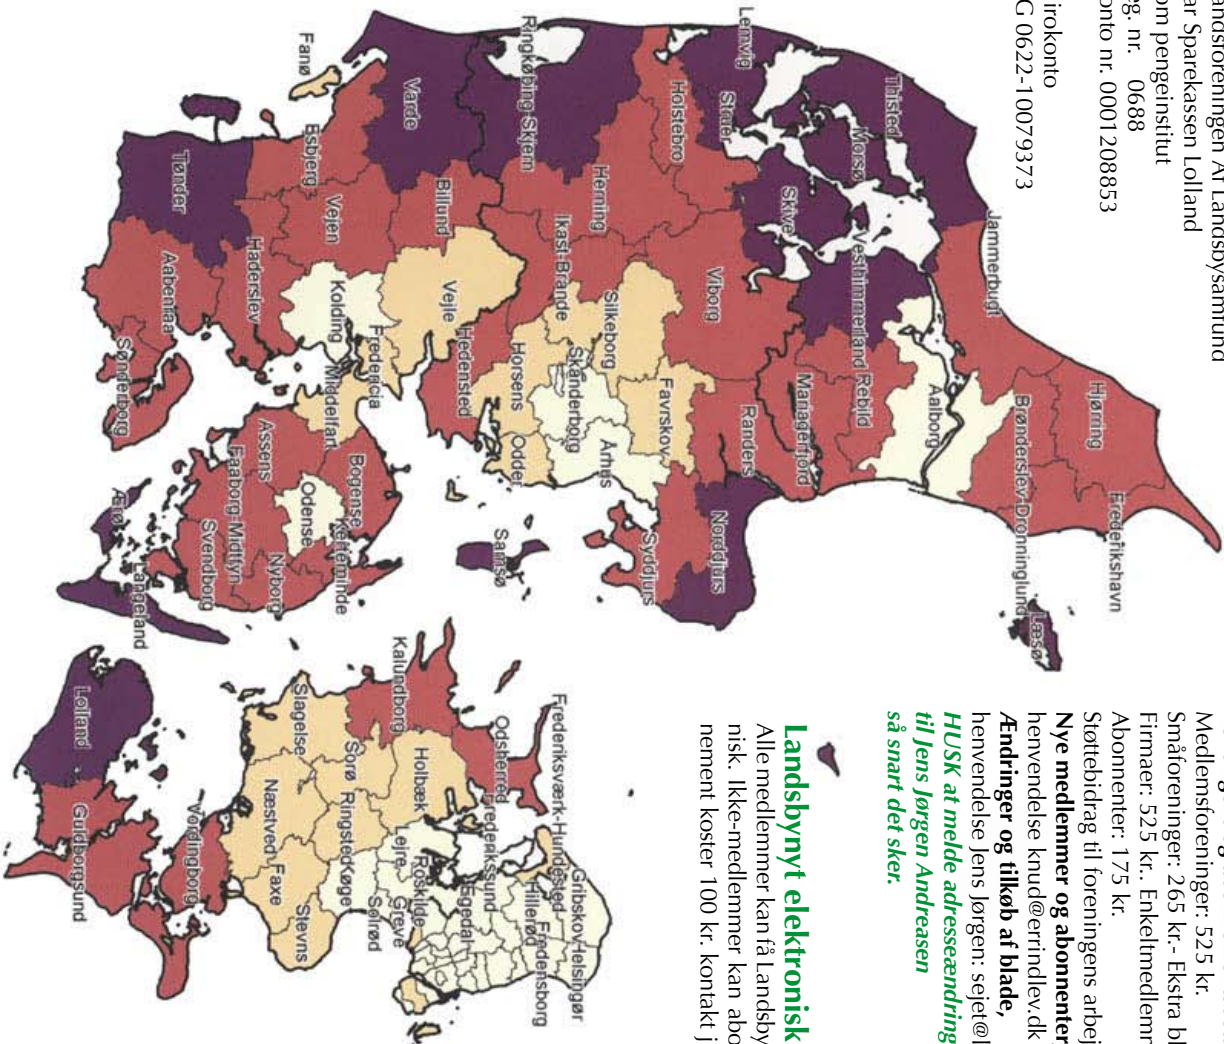 Landsforeningen Af Landsbysamfund
har Sparekassen Lolland
som pengeinstitut
Reg. nr. 0688
Konto nr. 0001208853
Girokonto
G 0622-10079373
Medlemsforeninger: 525 kr.
Småforeninger: 265 kr.- Ekstra
Firmaer: 525 kr.. Enkeltmedlemmer
Abonnenter: 175 kr.
Støttebidrag til foreningens
Nye medlemmer og abonnenter
henvendelse knud@errindlev.dk
Ændringer og tilkøb af blade,
henvendelse Jens Jørgen: sejet@
HUSK at melde adresseændring
til Jens Jørgen Andreasen
så snart det sker.
Landsbynyt elektronisk
Alle medlemmer kan få
nisk. Ikke-medlemmer kan
nement koster 100 kr. kontakt
Hjørring
Frederikshavn
Jammerbugt
Brønderslev-Dronninglund
Læsø
Aalborg
Thisted
Morsø
Vesthimmerland
Rebild
Mariagerfjord
Skive
Lemvig
Struer
Viborg
Randers
Norddjurs
Holstebro
Favrskov
Syddjurs
Herning
Silkeborg
Århus
Ikast-Brande
Skanderborg
Ringkøbing-Skjern
Horsens
Odder
Samsø
Hedensted
Billund
Vejle
Varde
Fredericia
Vejen
Kolding
Middelfart
Fanø
Esbjerg
Bogense
Kerteminde
Odense
Assens
Haderslev
Nyborg
Faaborg-Midtfyn
Tønder
Aabenraa
Svendborg
Sønderborg
Ærø
Langeland
Gribskov
Helsingør
Frederiksværk-Hundested
Hillerød
Fredensborg
Odsherred
Frederikssund
Egedal
Kalundborg
Holbæk
Roskilde
Lejre
Greve
Solrød
Sorø
Ringsted
Køge
Slagelse
Næstved
Faxe
Stevns
Vordingborg
Lolland
Guldborgsund